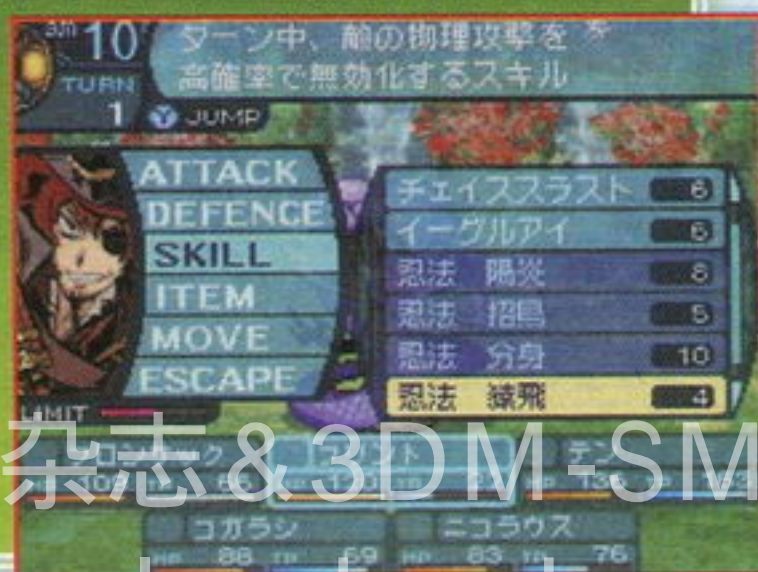 10
ターン中、敵の物理攻撃を
高確率で無効化するスキル
TURN
1
Y JUMP
ATTACK
DEFENCE
SKILL
ITEM
MOVE
ESCAPE
チェイススラスト 6
イーグルアイ 6
忍法 陽炎 8
忍法 招鳥 5
忍法 分身 10
忍法 猿飛 4
LIMIT
杂志&3DM-SM
コガラシ
ニコラウス
HP 88 TP 59
HP 83 TP 76